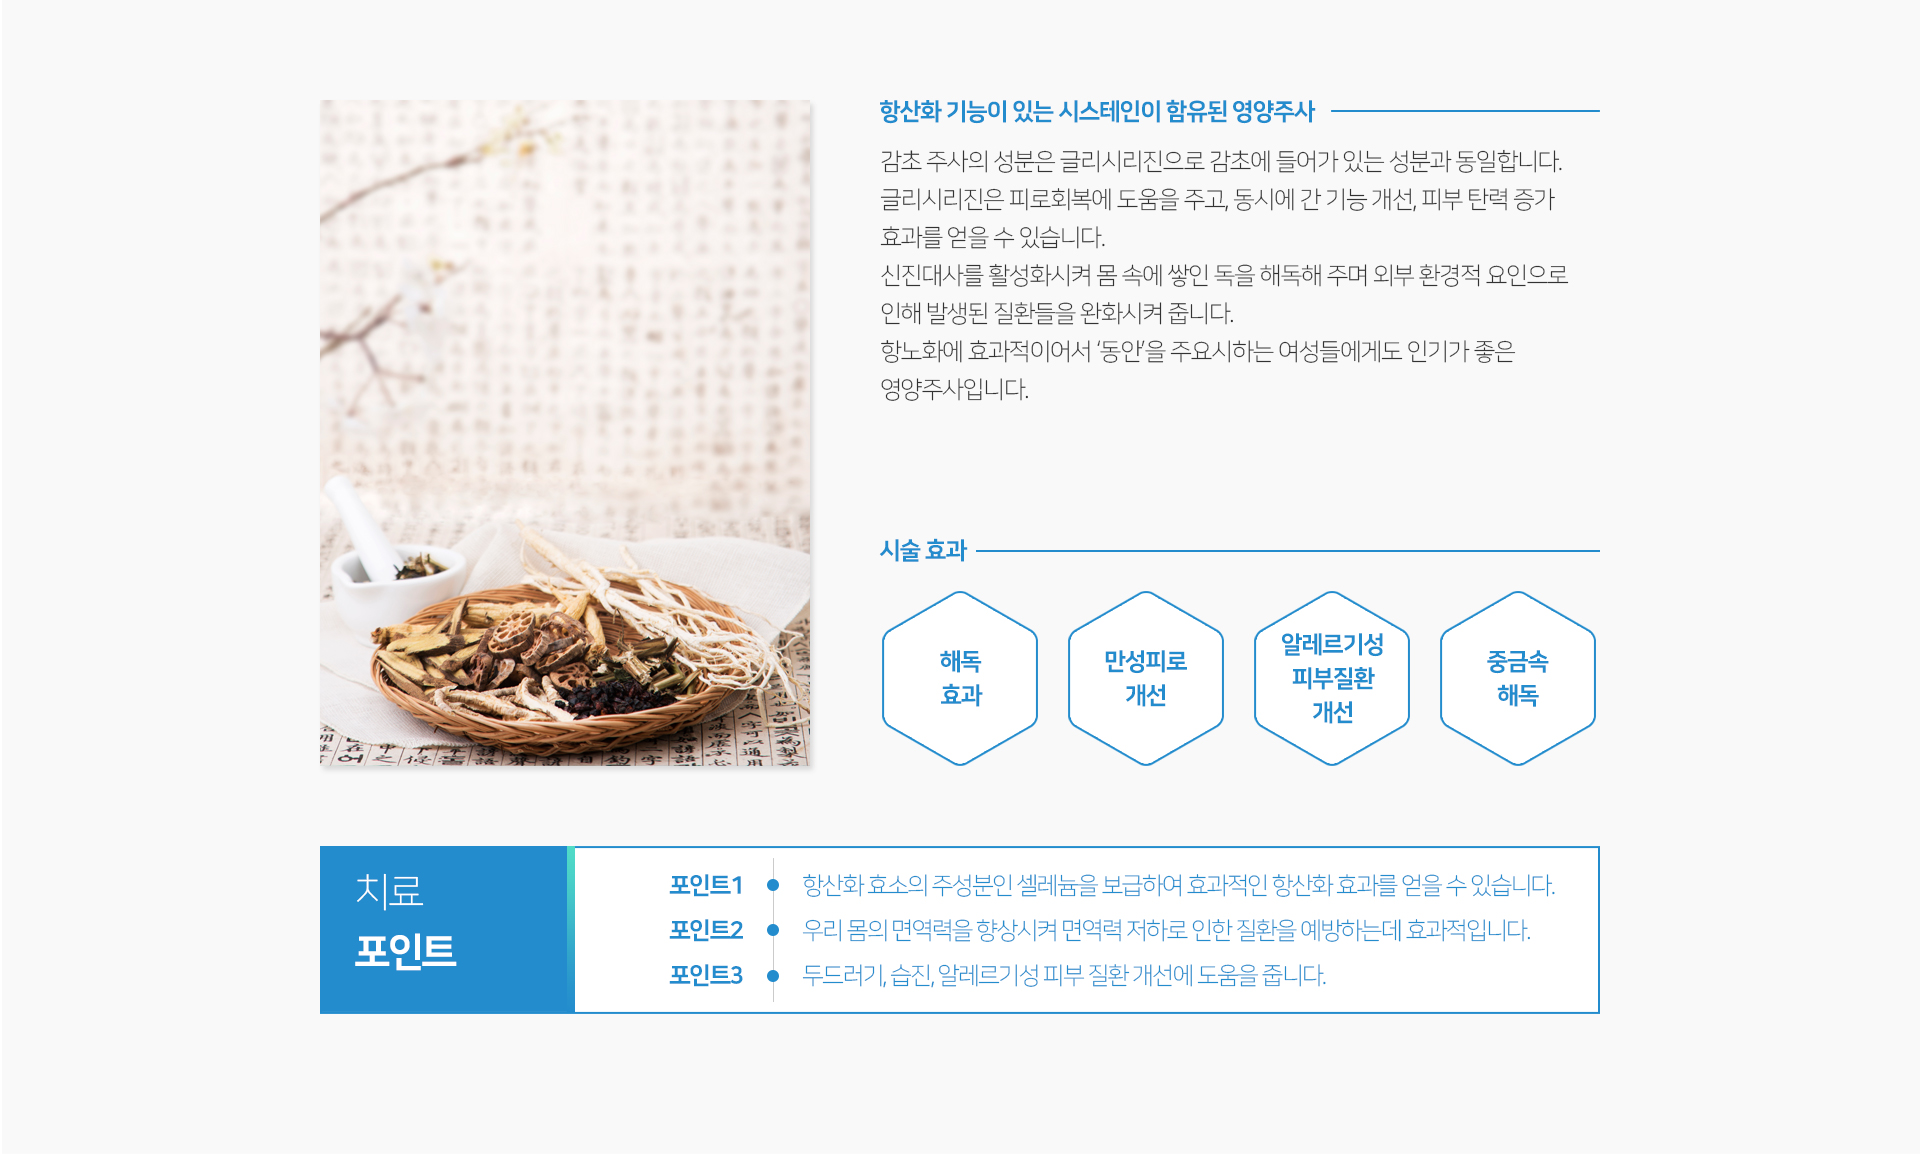 항산화 기능이 있는 시스테인이 함유된 영양주사
감초 주사의 성분은 글리시리진으로 감초에 들어가 있는 성분과 동일합니다.
글리시리진은 피로회복에 도움을 주고, 동시에 간 기능 개선, 피부 탄력 증가
효과를 얻을 수 있습니다.
신진대사를 활성화시켜 몸 속에 쌓인 독을 해독해 주며 외부 환경적 요인으로
인해 발생된 질환들을 완화시켜 줍니다.
항노화에 효과적이어서 ‘동안’을 주요시하는 여성들에게도 인기가 좋은
영양주사입니다.
시술 효과
해독
효과
만성피로
개선
알레르기성
피부질환
개선
중금속
해독
치료
포인트
포인트1
항산화 효소의 주성분인 셀레늄을 보급하여 효과적인 항산화 효과를 얻을 수 있습니다.
포인트2
우리 몸의 면역력을 향상시켜 면역력 저하로 인한 질환을 예방하는데 효과적입니다.
포인트3
두드러기, 습진, 알레르기성 피부 질환 개선에 도움을 줍니다.